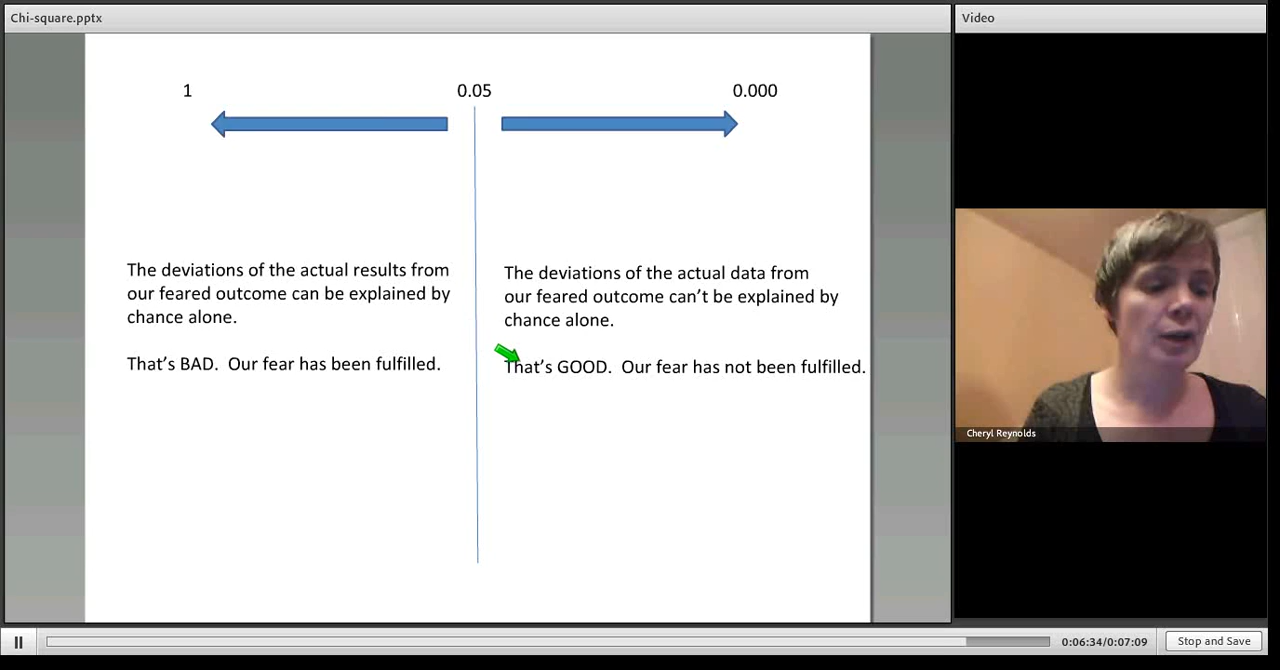 Chi-square.pptx
Video
1
0.05
0.000
The deviations of the actual results from
our feared outcome can be explained by
chance alone.
That's BAD.  Our fear has been fulfilled.
The deviations of the actual data from
our feared outcome can't be explained by
chance alone.
That's GOOD.  Our fear has not been fulfilled.
Cheryl Reynolds
0:06:34/0:07:09
Stop and Save